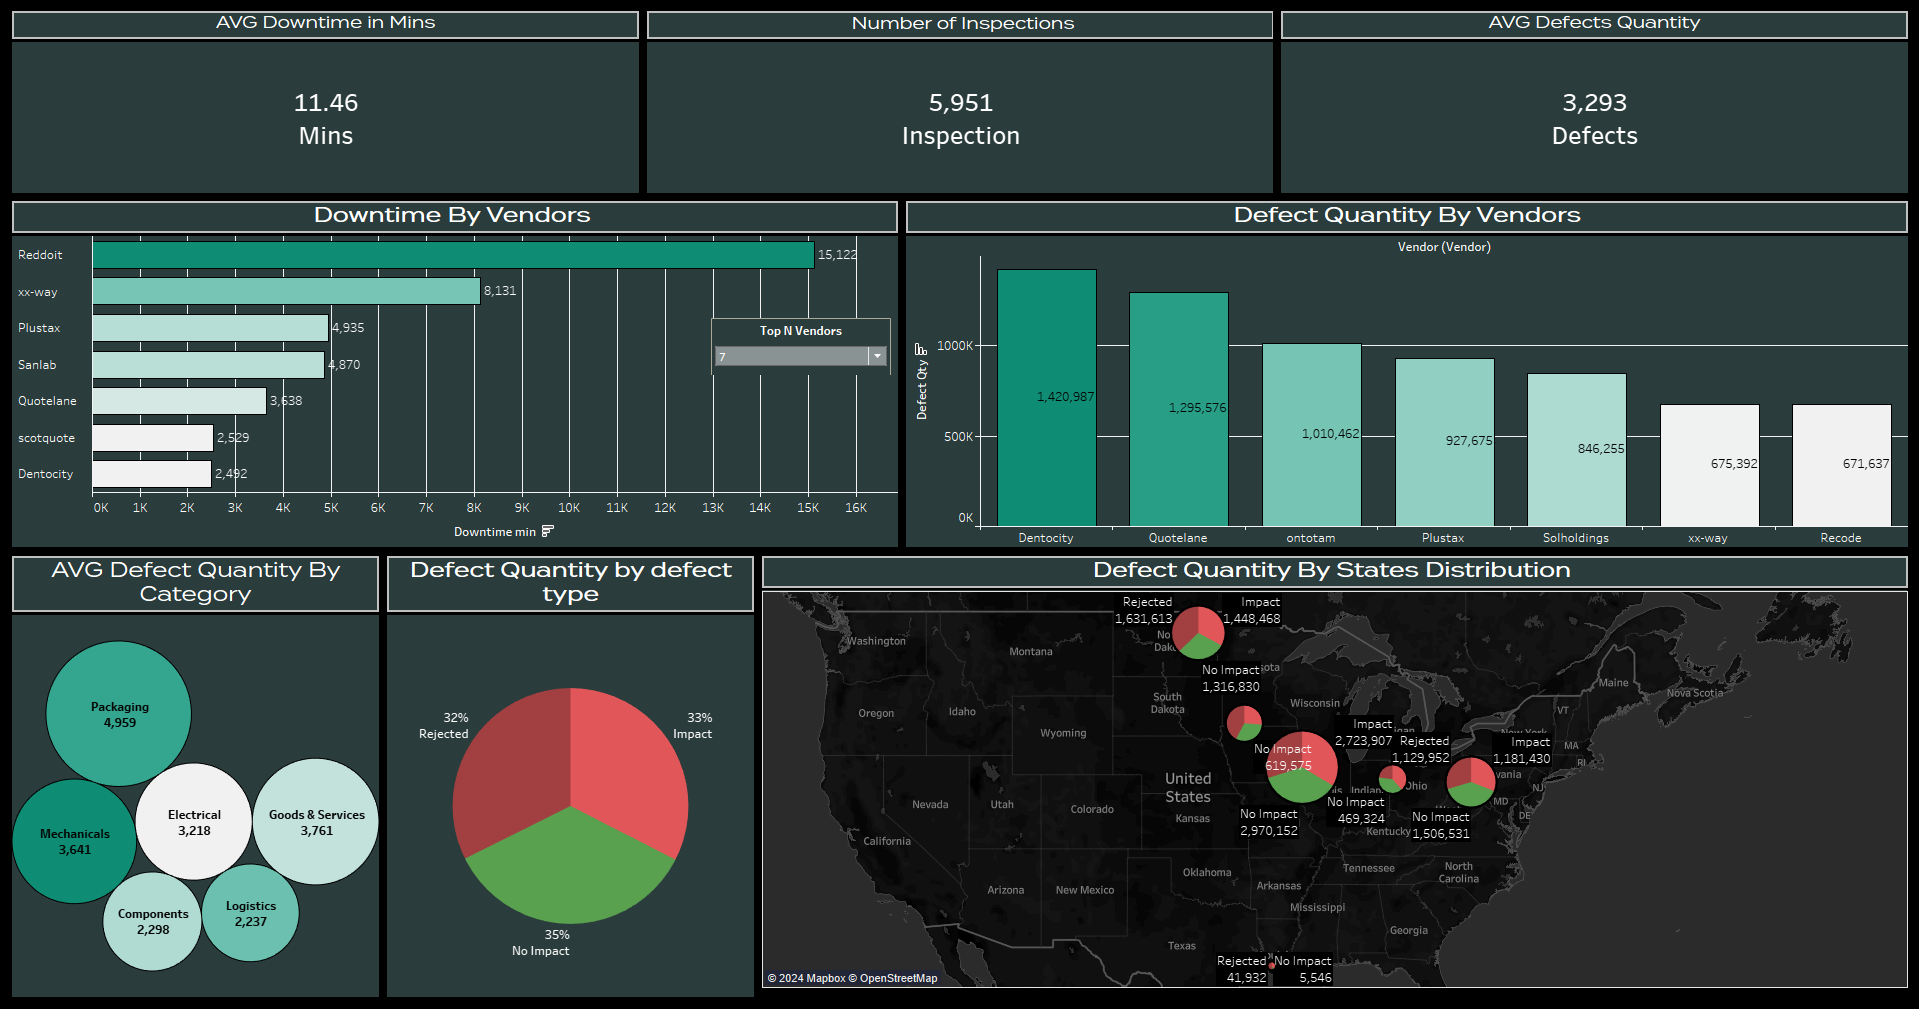 AVG Downtime in Mins
Number of Inspections
AVG Defects Quantity
11.46
Mins
5,951
Inspection
3,293
Defects
Downtime By Vendors
Reddoit
15,122
xx-way
8,131
Plustax
4,935
Sanlab
4,870
Quotelane
3,638
scotquote
2,529
Dentocity
2,492
Top N Vendors
7
0K 1K 2K 3K 4K 5K 6K 7K 8K 9K 10K 11K 12K 13K 14K 15K 16K
Downtime min
Defect Quantity By Vendors
Vendor (Vendor)
Defect Qty
1000K
500K
0K
1,420,987
1,295,576
1,010,462
927,675
846,255
675,392
671,637
Dentocity Quotelane ontotam Plustax Solholdings xx-way Recode
AVG Defect Quantity By
Category
Packaging
4,959
Mechanicals
3,641
Electrical
3,218
Goods & Services
3,761
Components
2,298
Logistics
2,237
Defect Quantity by defect
type
32%
Rejected
33%
Impact
35%
No Impact
Defect Quantity By States Distribution
Rejected
1,631,613
Impact
1,448,468
No Impact
1,316,830
Washington
Montana
No
Dak
sota
South
Dakota
Wisconsin
Maine
Nova Scotia
Oregon
Idaho
Wyoming
VT
New York
MA
RI
Impact
2,723,907
Rejected
1,129,952
Impact
1,181,430
No Impact
619,575
United
States
Nevada
Utah
Colorado
Kansas
Indian
Ohio
vania
NJ
MD
DE
No Impact
2,970,152
No Impact
469,324
No Impact
1,506,531
Kentucky
California
Oklahoma
Tennessee
North
Carolina
Arizona
New Mexico
Arkansas
Mississippi
Georgia
Texas
Rejected
41,932
No Impact
5,546
© 2024 Mapbox © OpenStreetMap